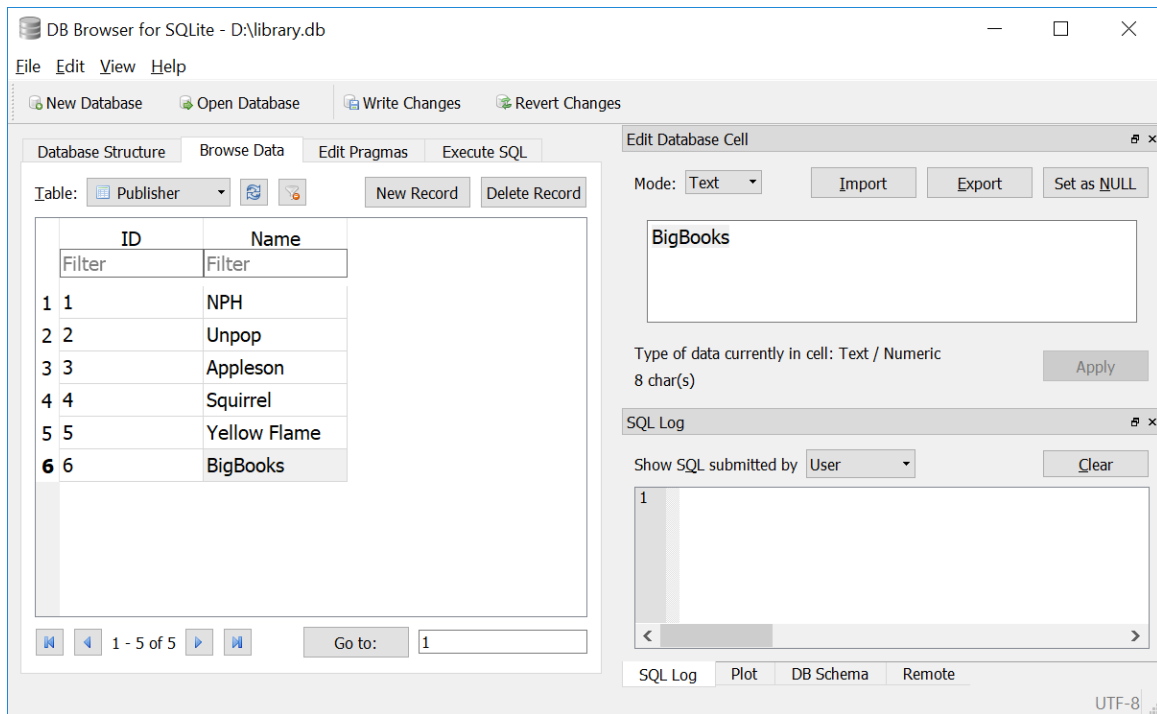 DB Browser for SQLite - D:\library.db
File Edit View Help
New Database Open Database Write Changes Revert Changes
Database Structure Browse Data Edit Pragmas Execute SQL
Table: Publisher New Record Delete Record
ID Name
Filter Filter
1 1 NPH
2 2 Unpop
3 3 Appleson
4 4 Squirrel
5 5 Yellow Flame
6 6 BigBooks
1 - 5 of 5 Go to: 1
Edit Database Cell
Mode: Text Import Export Set as NULL
BigBooks
Type of data currently in cell: Text / Numeric
8 char(s)
Apply
SQL Log
Show SQL submitted by User Clear
1
SQL Log Plot DB Schema Remote
UTF-8